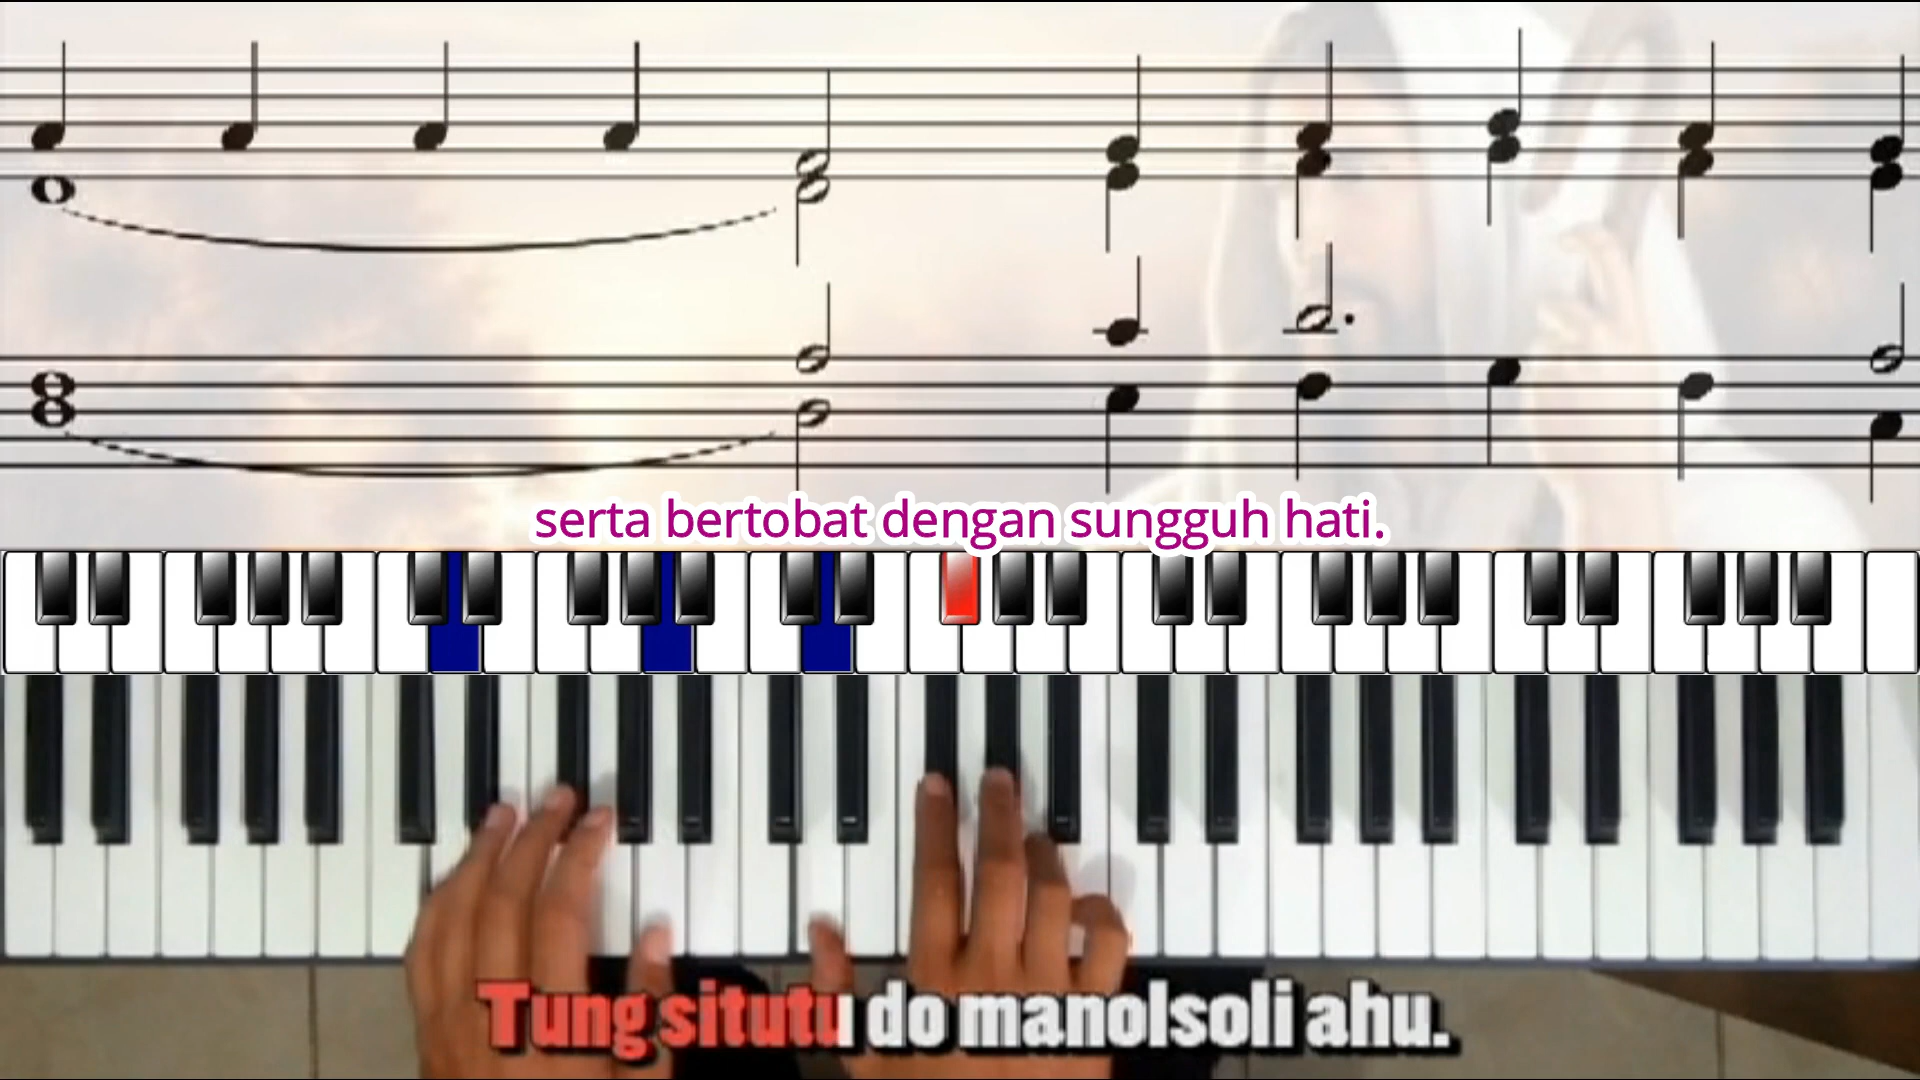 serta bertobat dengan sungguh hati.
Tung situtu do manolsoli ahu.